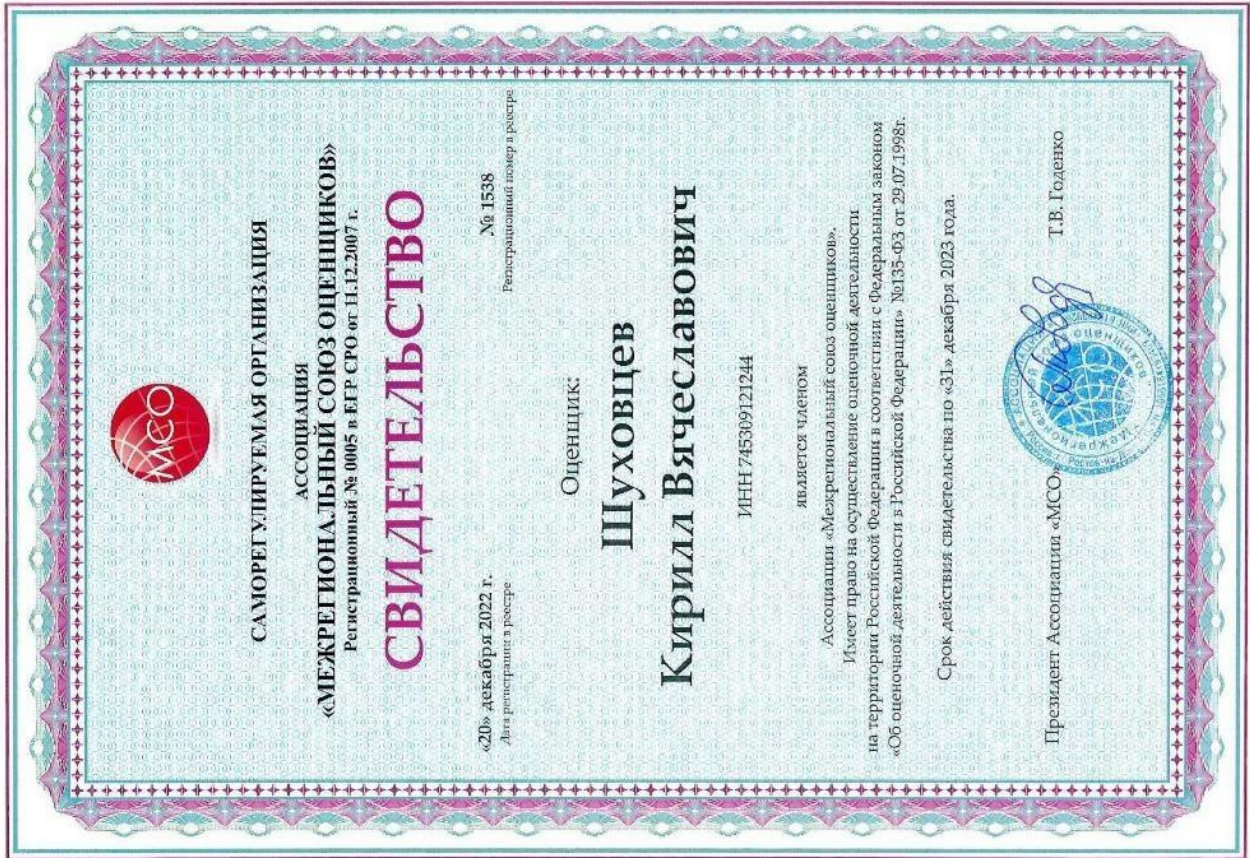 МСО
САМОРЕГУЛИРУЕМАЯ ОРГАНИЗАЦИЯ
АССОЦИАЦИЯ
«МЕЖРЕГИОНАЛЬНЫЙ СОЮЗ ОЦЕНЩИКОВ»
Регистрационный № 0005 в ЕГР СРО от 11.12.2007 г.
СВИДЕТЕЛЬСТВО
«20» декабря 2022 г.
Дата регистрации в реестре
№ 1538
Регистрационный номер в реестре
Оценщик:
Шуховцев
Кирилл Вячеславович
ИНН 745309121244
является членом
Ассоциации «Межрегиональный союз оценщиков».
Имеет право на осуществление оценочной деятельности
на территории Российской Федерации в соответствии с Федеральным законом
«Об оценочной деятельности в Российской Федерации» №135-ФЗ от 29.07.1998г.
Срок действия свидетельства по «31» декабря 2023 года.
Президент Ассоциации «МСО»
Т.В. Годенко